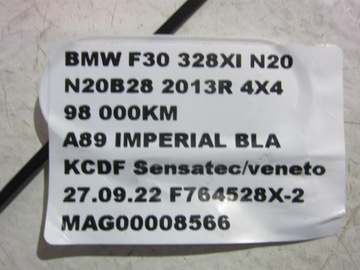 BMW F30 328XI N20
N20B28 2013R 4X4
98 000KM
A89 IMPERIAL BLA
KCDF Sensatec/veneto
27.09.22 F764528X-2
MAG00008566